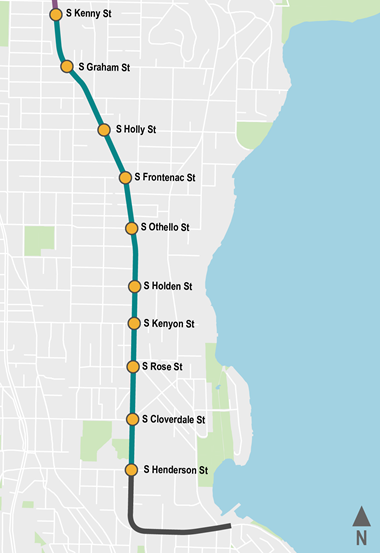 S Kenny St
S Graham St
S Holly St
S Frontenac St
S Othello St
S Holden St
S Kenyon St
S Rose St
S Cloverdale St
S Henderson St
N